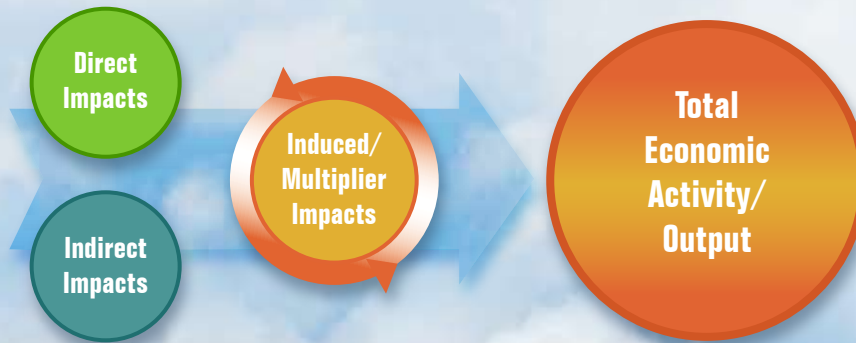 Direct
Impacts
Indirect
Impacts
Induced/
Multiplier
Impacts
Total
Economic
Activity/
Output